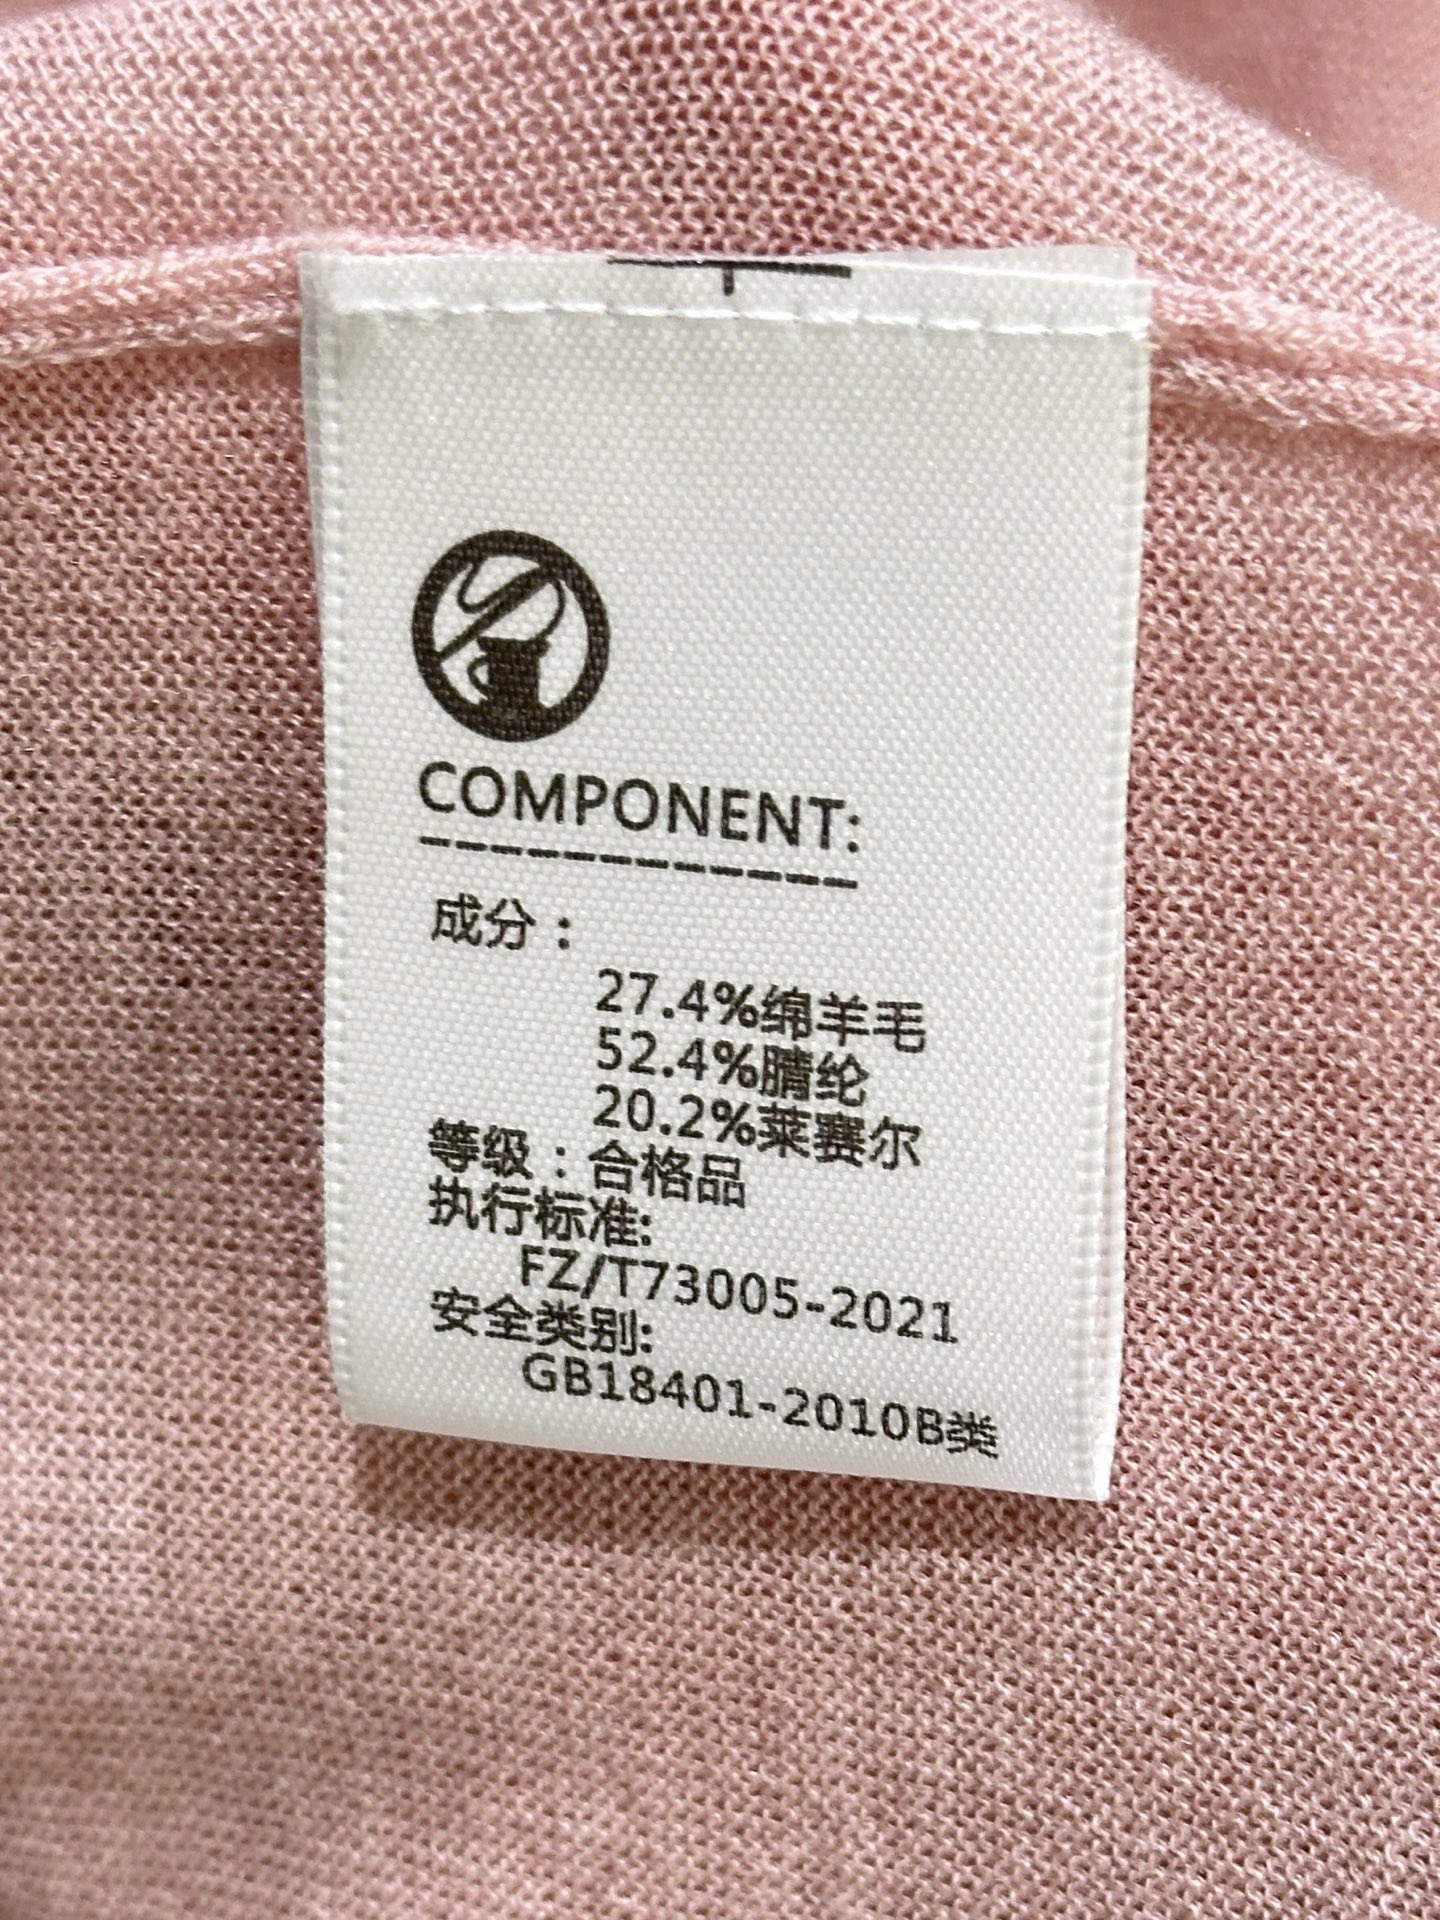 COMPONENT:
成分：
27.4%绵羊毛
52.4%腈纶
20.2%莱赛尔
等级：合格品
执行标准:
FZ/T73005-2021
安全类别:
GB18401-2010B类